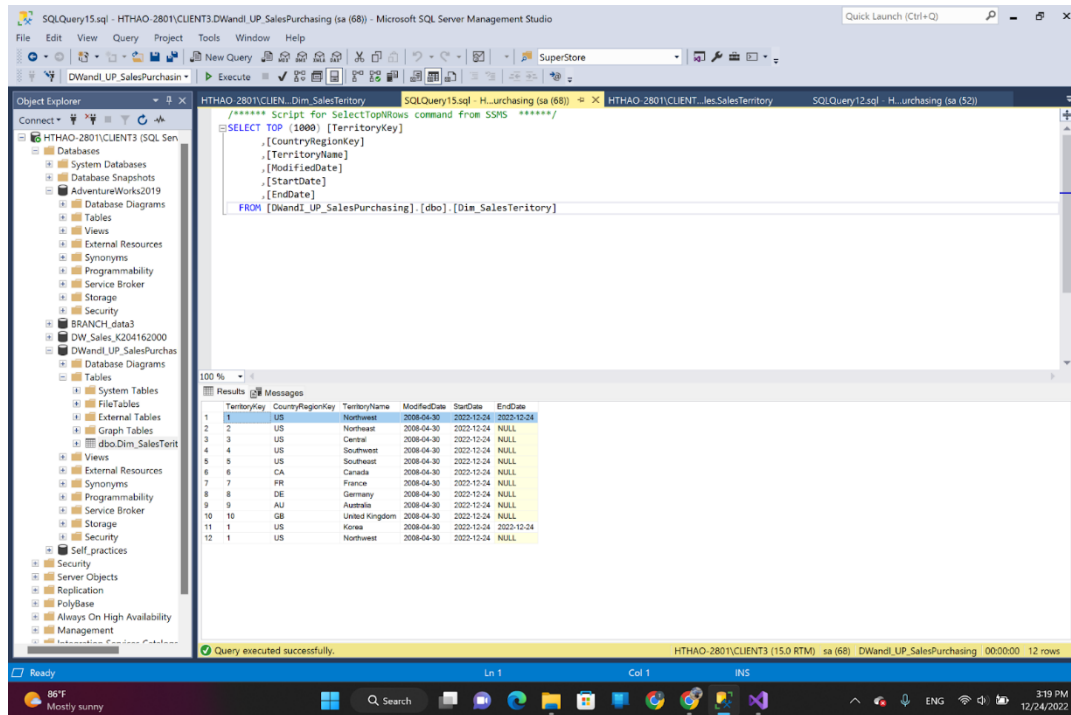 SQLQuery15.sql - HTHAO-2801\CLIENT3.DWandI_UP_SalesPurchasing (sa (68)) - Microsoft SQL Server Management Studio
Quick Launch (Ctrl+Q)
File Edit View Query Project Tools Window Help
New Query
SuperStore
DWandI_UP_SalesPurchasin
Execute
Object Explorer
HTHAO-2801\CLIEN...Dim_SalesTeritory
SQLQuery15.sql - H...urchasing (sa (68))
HTHAO-2801\CLIENT...les.SalesTerritory
SQLQuery12.sql - H...urchasing (sa (52))
Connect
HTHAO-2801\CLIENT3 (SQL Serv
Databases
System Databases
Database Snapshots
AdventureWorks2019
Database Diagrams
Tables
Views
External Resources
Synonyms
Programmability
Service Broker
Storage
Security
BRANCH_data3
DW_Sales_K204162000
DWandI_UP_SalesPurchas
Database Diagrams
Tables
System Tables
FileTables
External Tables
Graph Tables
dbo.Dim_SalesTerit
Views
External Resources
Synonyms
Programmability
Service Broker
Storage
Security
Self_practices
Security
Server Objects
Replication
PolyBase
Always On High Availability
Management
/****** Script for SelectTopNRows command from SSMS ******/
SELECT TOP (1000) [TerritoryKey]
,[CountryRegionKey]
,[TerritoryName]
,[ModifiedDate]
,[StartDate]
,[EndDate]
FROM [DWandI_UP_SalesPurchasing].[dbo].[Dim_SalesTeritory]
100 %
Results Messages
TerritoryKey CountryRegionKey TerritoryName ModifiedDate StartDate EndDate
1 1 US Northwest 2008-04-30 2022-12-24 2022-12-24
2 2 US Northeast 2008-04-30 2022-12-24 NULL
3 3 US Central 2008-04-30 2022-12-24 NULL
4 4 US Southwest 2008-04-30 2022-12-24 NULL
5 5 US Southeast 2008-04-30 2022-12-24 NULL
6 6 CA Canada 2008-04-30 2022-12-24 NULL
7 7 FR France 2008-04-30 2022-12-24 NULL
8 8 DE Germany 2008-04-30 2022-12-24 NULL
9 9 AU Australia 2008-04-30 2022-12-24 NULL
10 10 GB United Kingdom 2008-04-30 2022-12-24 NULL
11 1 US Korea 2008-04-30 2022-12-24 2022-12-24
12 1 US Northwest 2008-04-30 2022-12-24 NULL
Query executed successfully.
HTHAO-2801\CLIENT3 (15.0 RTM) sa (68) DWandI_UP_SalesPurchasing 00:00:00 12 rows
Ready Ln 1 Col 1 INS
86°F
Mostly sunny
Search
ENG
3:19 PM
12/24/2022